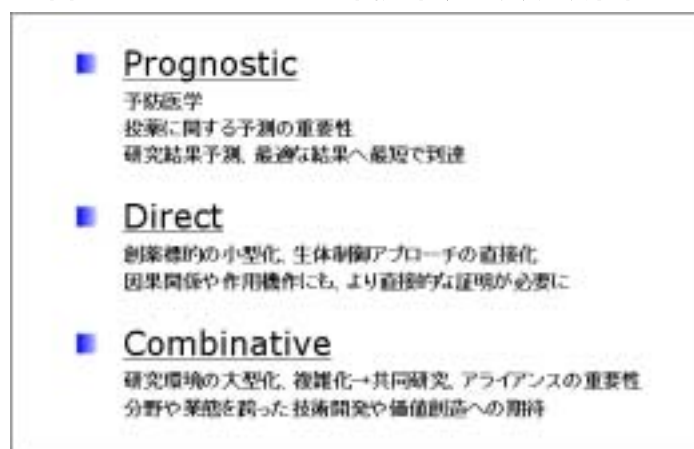 Prognostic
予防医学
投薬に関する予測の重要性
研究結果予測、最適な結果へ最短で到達
Direct
創薬標的の小型化、生体制御アプローチの直接化
因果関係や作用機作にも、より直接的な証明が必要に
Combinative
研究環境の大型化、複雑化→共同研究、アライアンスの重要性
分野や業態を跨った技術開発や価値創造への期待